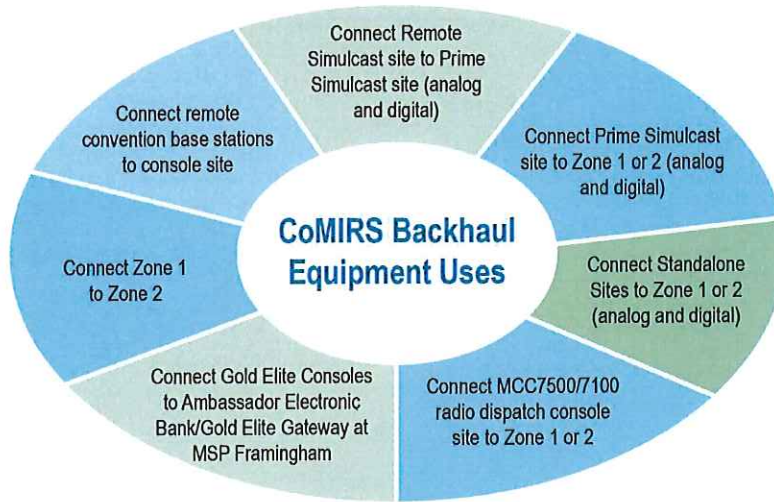 Connect Remote
Simulcast site to Prime
Simulcast site (analog
and digital)
Connect Prime Simulcast
site to Zone 1 or 2 (analog
and digital)
Connect Standalone
Sites to Zone 1 or 2
(analog and digital)
Connect MCC7500/7100
radio dispatch console
site to Zone 1 or 2
Connect Gold Elite Consoles
to Ambassador Electronic
Bank/Gold Elite Gateway at
MSP Framingham
Connect Zone 1
to Zone 2
Connect remote
convention base stations
to console site
CoMIRS Backhaul
Equipment Uses